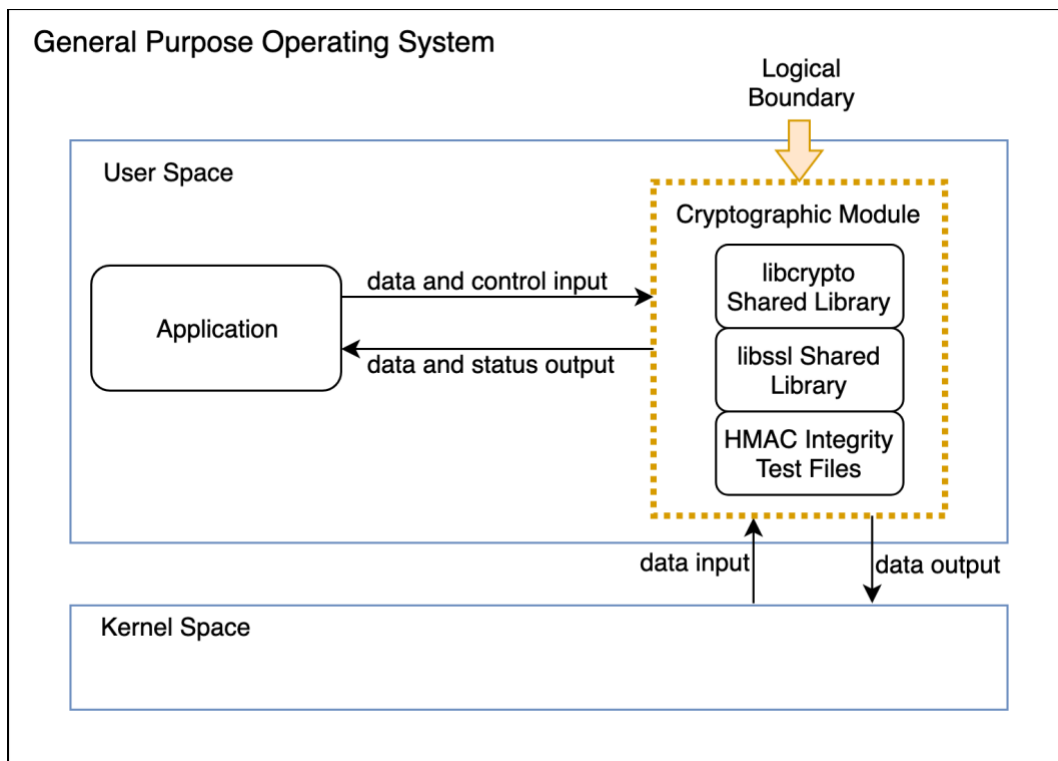 General Purpose Operating System
Logical
Boundary
User Space
Cryptographic Module
libcrypto
Shared Library
data and control input
Application
libssl Shared
Library
data and status output
HMAC Integrity
Test Files
data input
data output
Kernel Space